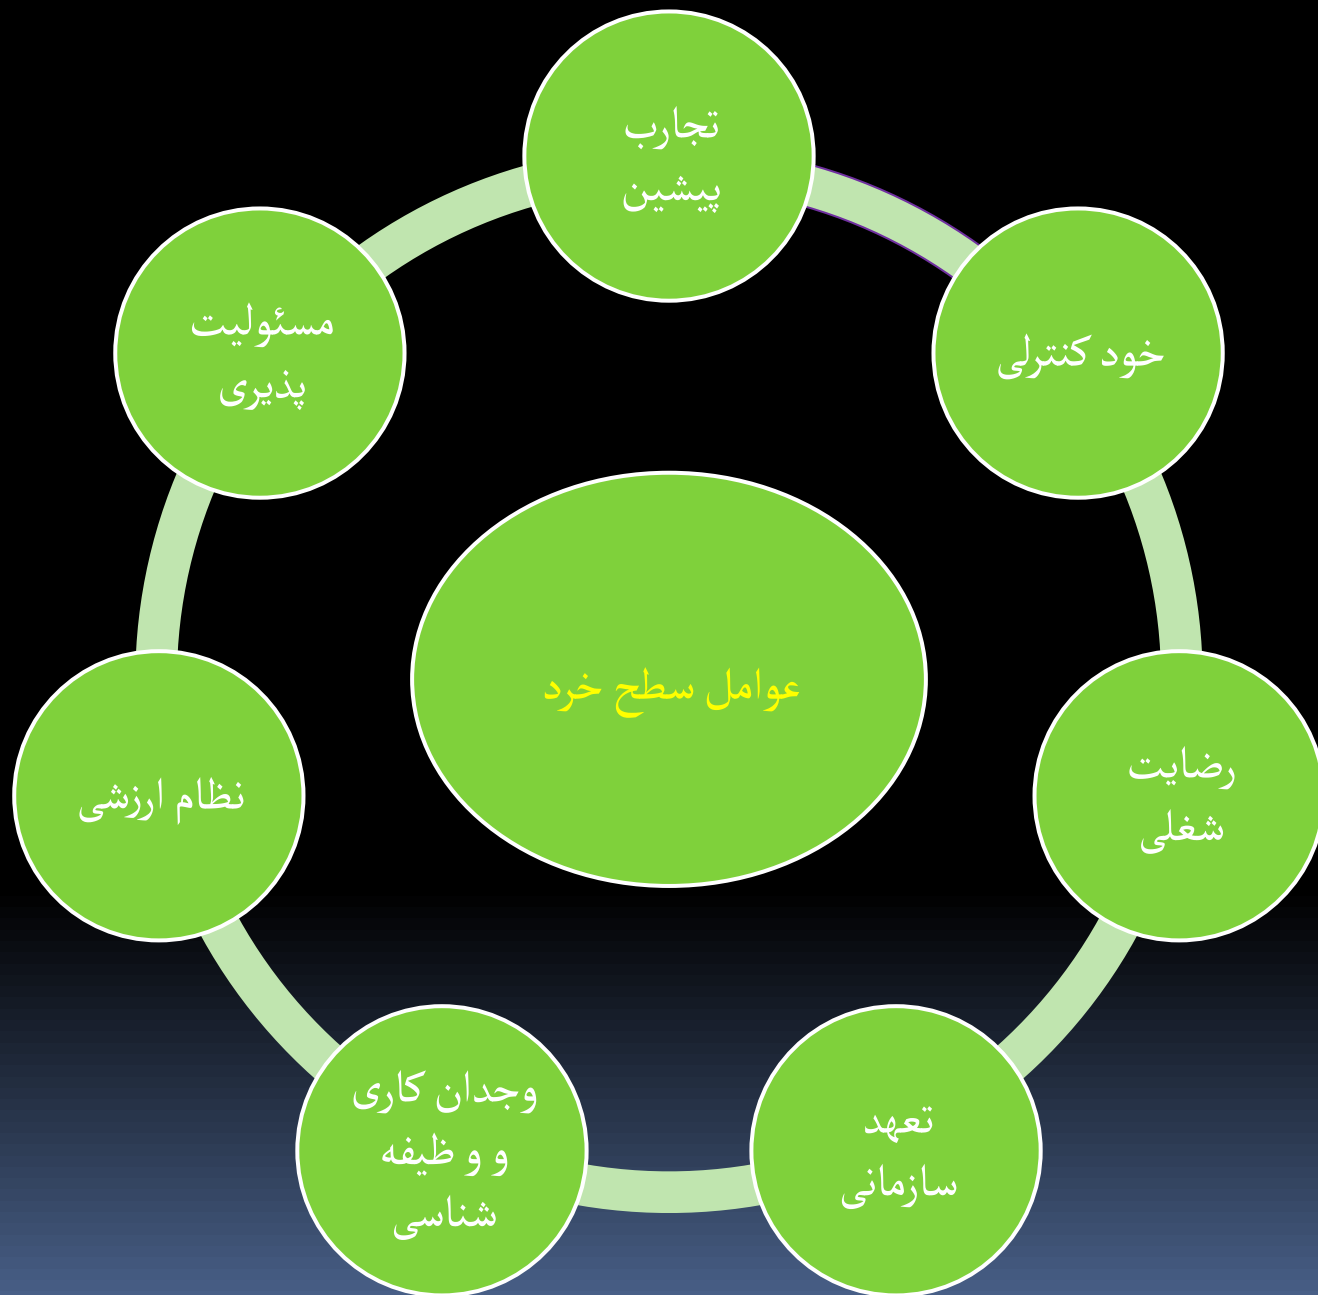 تجارب
پیشین
خود کنترلی
رضایت
شغلی
تعهد
سازمانی
وجدان کاری
و و ظیفه
شناسی
نظام ارزشی
مسئولیت
پذیری
عوامل سطح خرد